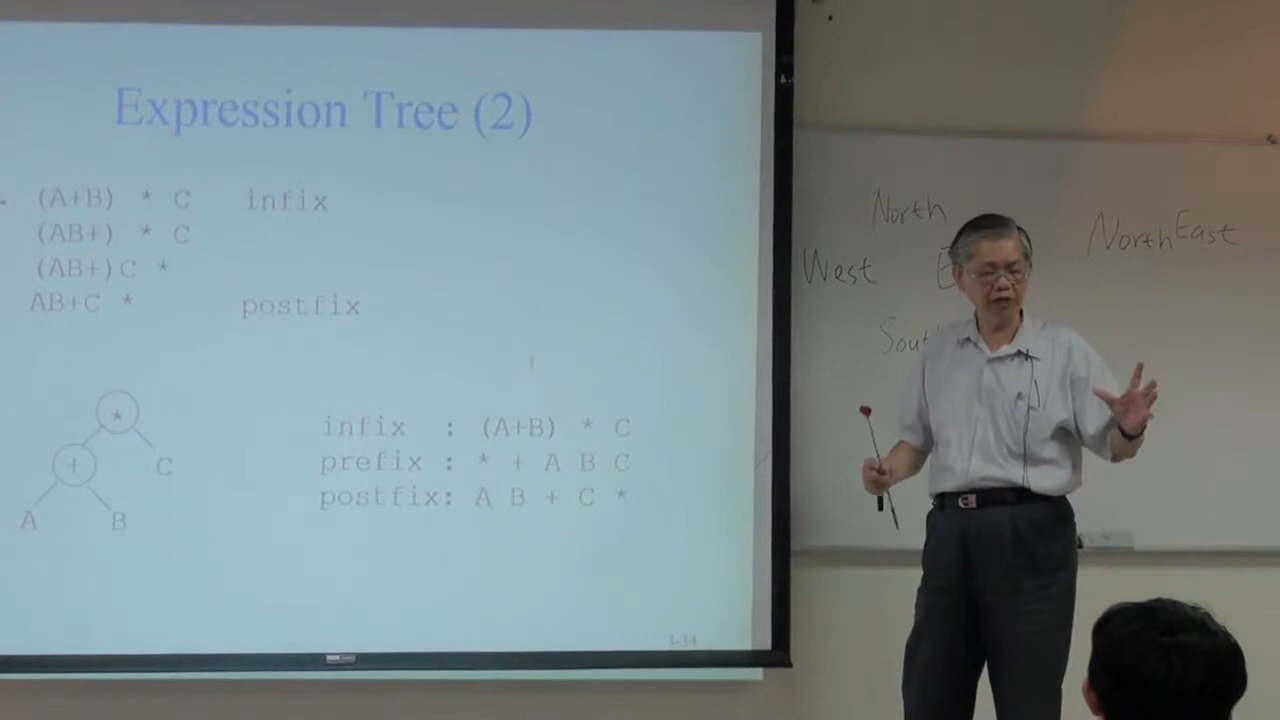 Expression Tree (2)
(A+B) * C infix
(AB+) * C
(AB+)C *
AB+C * postfix
*
+ C
A B
infix : (A+B) * C
prefix : * + A B C
postfix: A B + C *
North
NorthEast
West